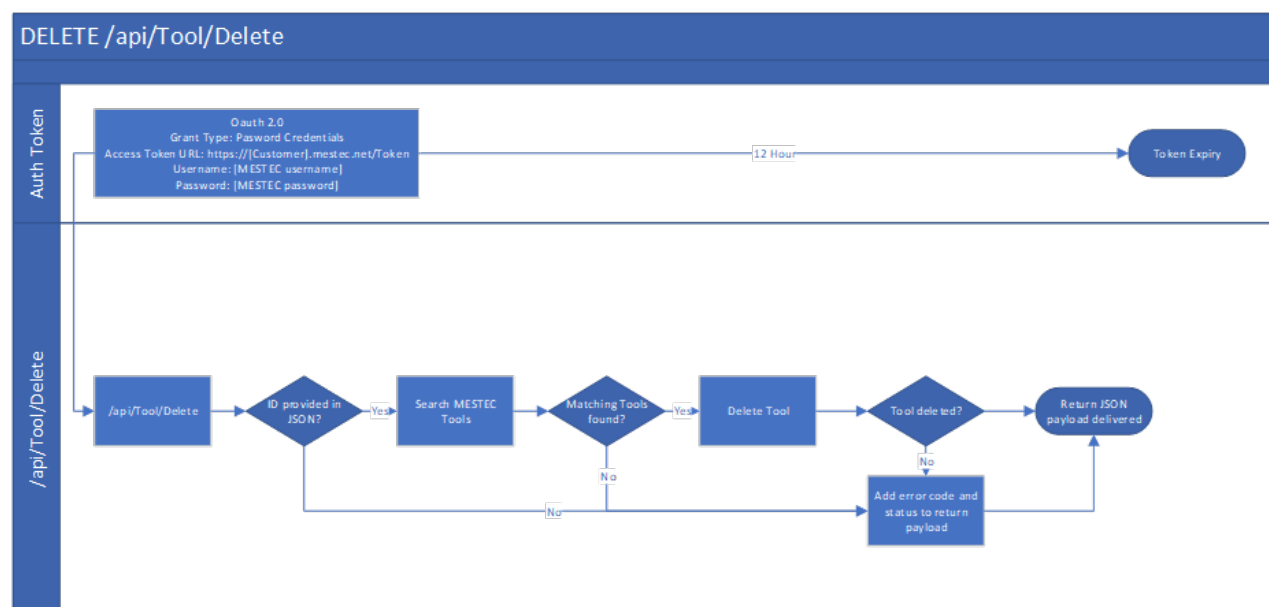 DELETE /api/Tool/Delete
Auth Token
Oauth 2.0
Grant Type: Pasword Credentials
Access Token URL: https://[Customer].mestec.net/Token
Username: [MESTEC username]
Password: [MESTEC password]
12 Hour
Token Expiry
/api/Tool/Delete
/api/Tool/Delete
ID provided in
JSON?
Yes
Search MESTEC
Tools
Matching Tools
found?
Yes
Delete Tool
Tool deleted?
Return JSON
payload delivered
No
No
No
Add error code and
status to return
payload